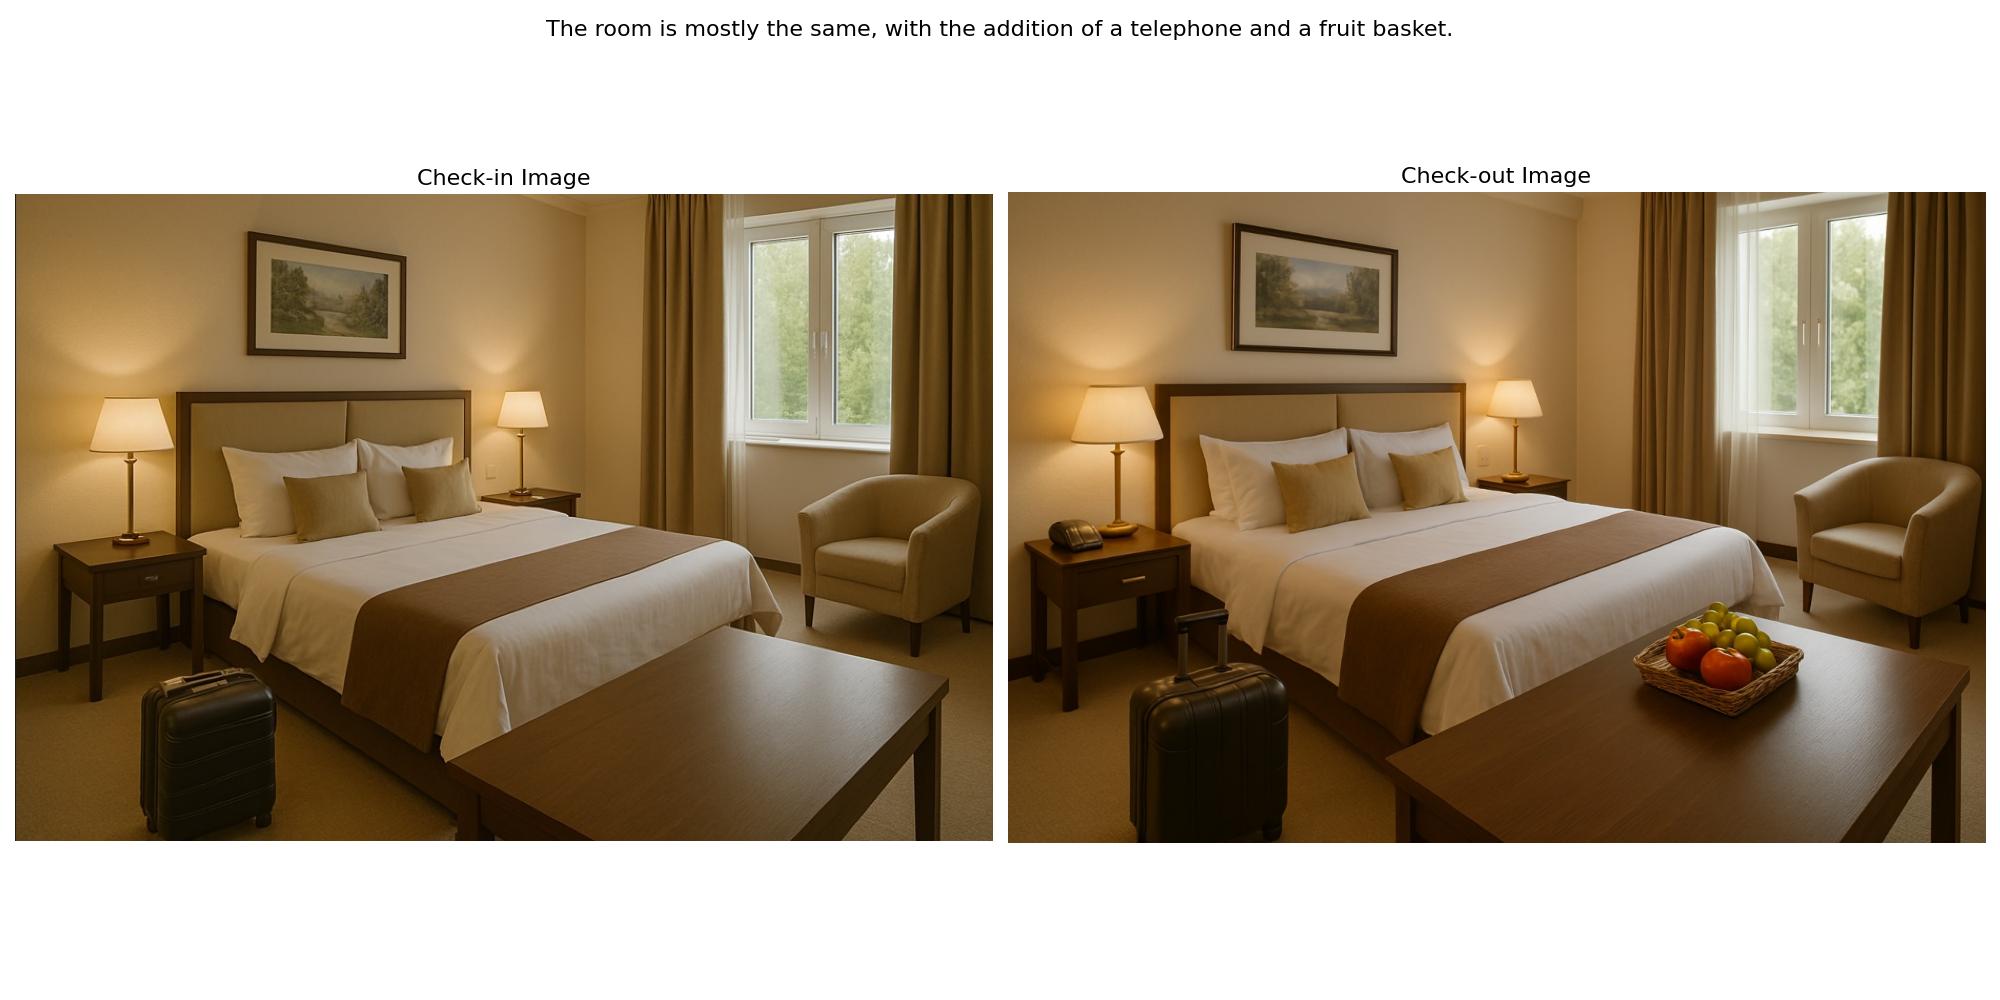 The room is mostly the same, with the addition of a telephone and a fruit basket.
Check-in Image
Check-out Image